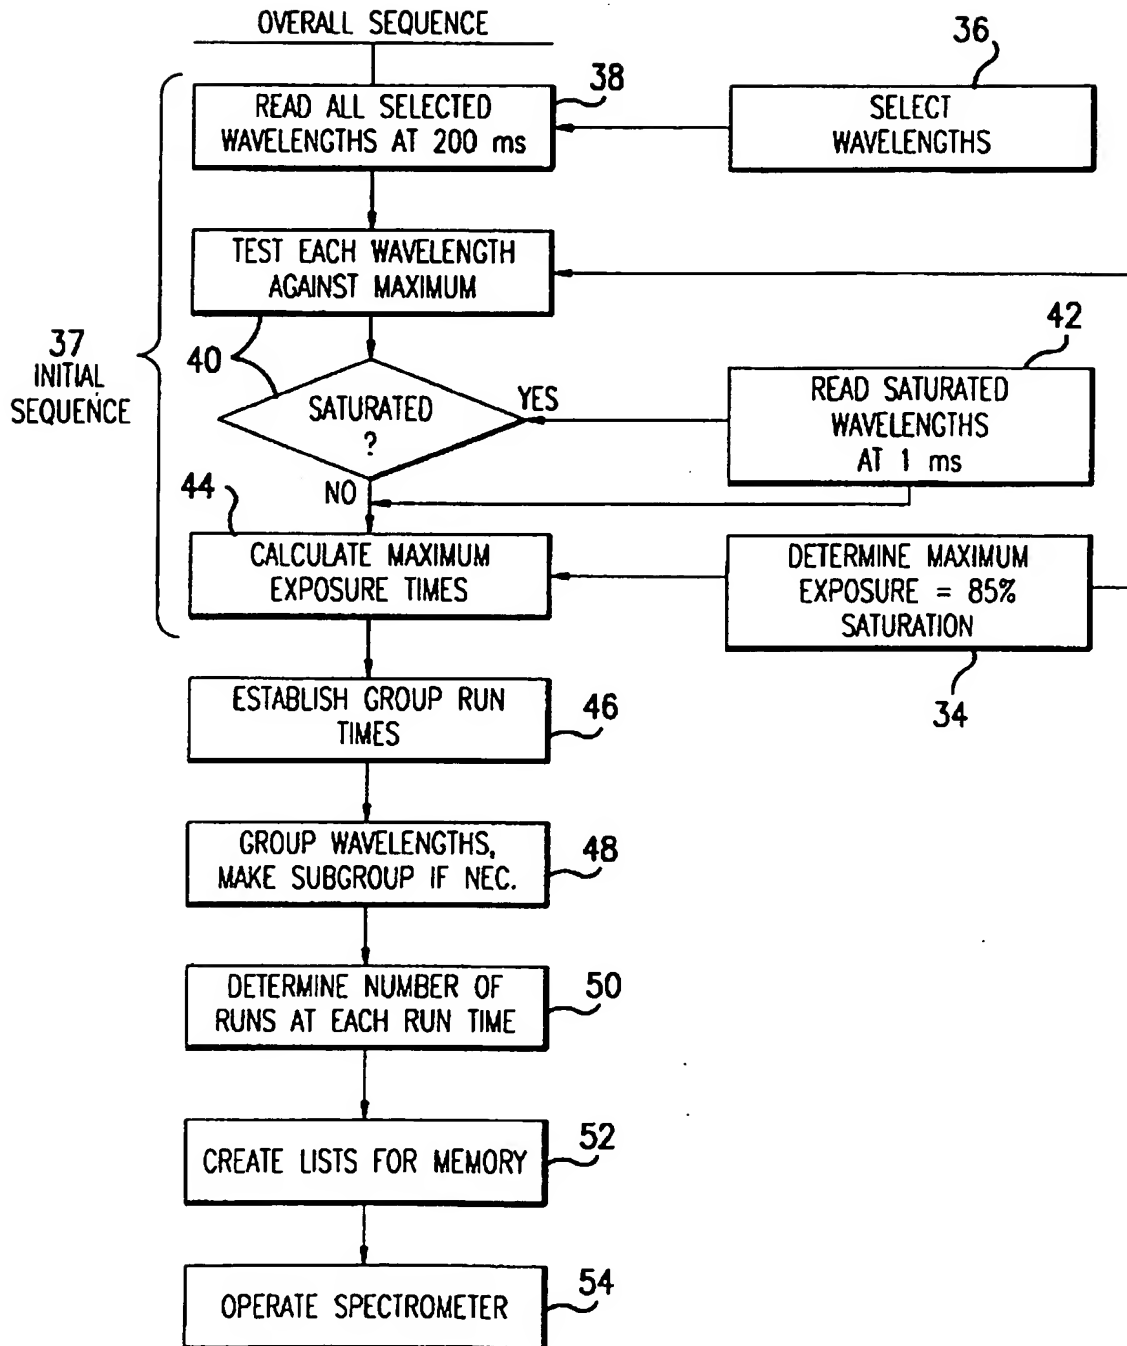 OVERALL SEQUENCE
36
38
READ ALL SELECTED
WAVELENGTHS AT 200 ms
SELECT
WAVELENGTHS
TEST EACH WAVELENGTH
AGAINST MAXIMUM
37
INITIAL
SEQUENCE
40
42
SATURATED
?
YES
READ SATURATED
WAVELENGTHS
AT 1 ms
NO
44
CALCULATE MAXIMUM
EXPOSURE TIMES
DETERMINE MAXIMUM
EXPOSURE = 85%
SATURATION
34
ESTABLISH GROUP RUN
TIMES
46
GROUP WAVELENGTHS,
MAKE SUBGROUP IF NEC.
48
DETERMINE NUMBER OF
RUNS AT EACH RUN TIME
50
CREATE LISTS FOR MEMORY
52
OPERATE SPECTROMETER
54